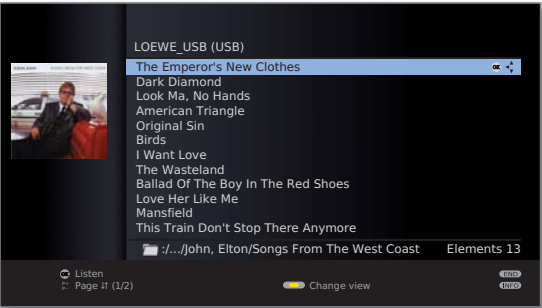 LOEWE_USB (USB)
The Emperor's New Clothes
OK
Dark Diamond
Look Ma, No Hands
American Triangle
Original Sin
Birds
I Want Love
The Wasteland
Ballad Of The Boy In The Red Shoes
Love Her Like Me
Mansfield
This Train Don't Stop There Anymore
:/.../John, Elton/Songs From The West Coast Elements 13
OK Listen END
Page ↓↑ (1/2) Change view INFO